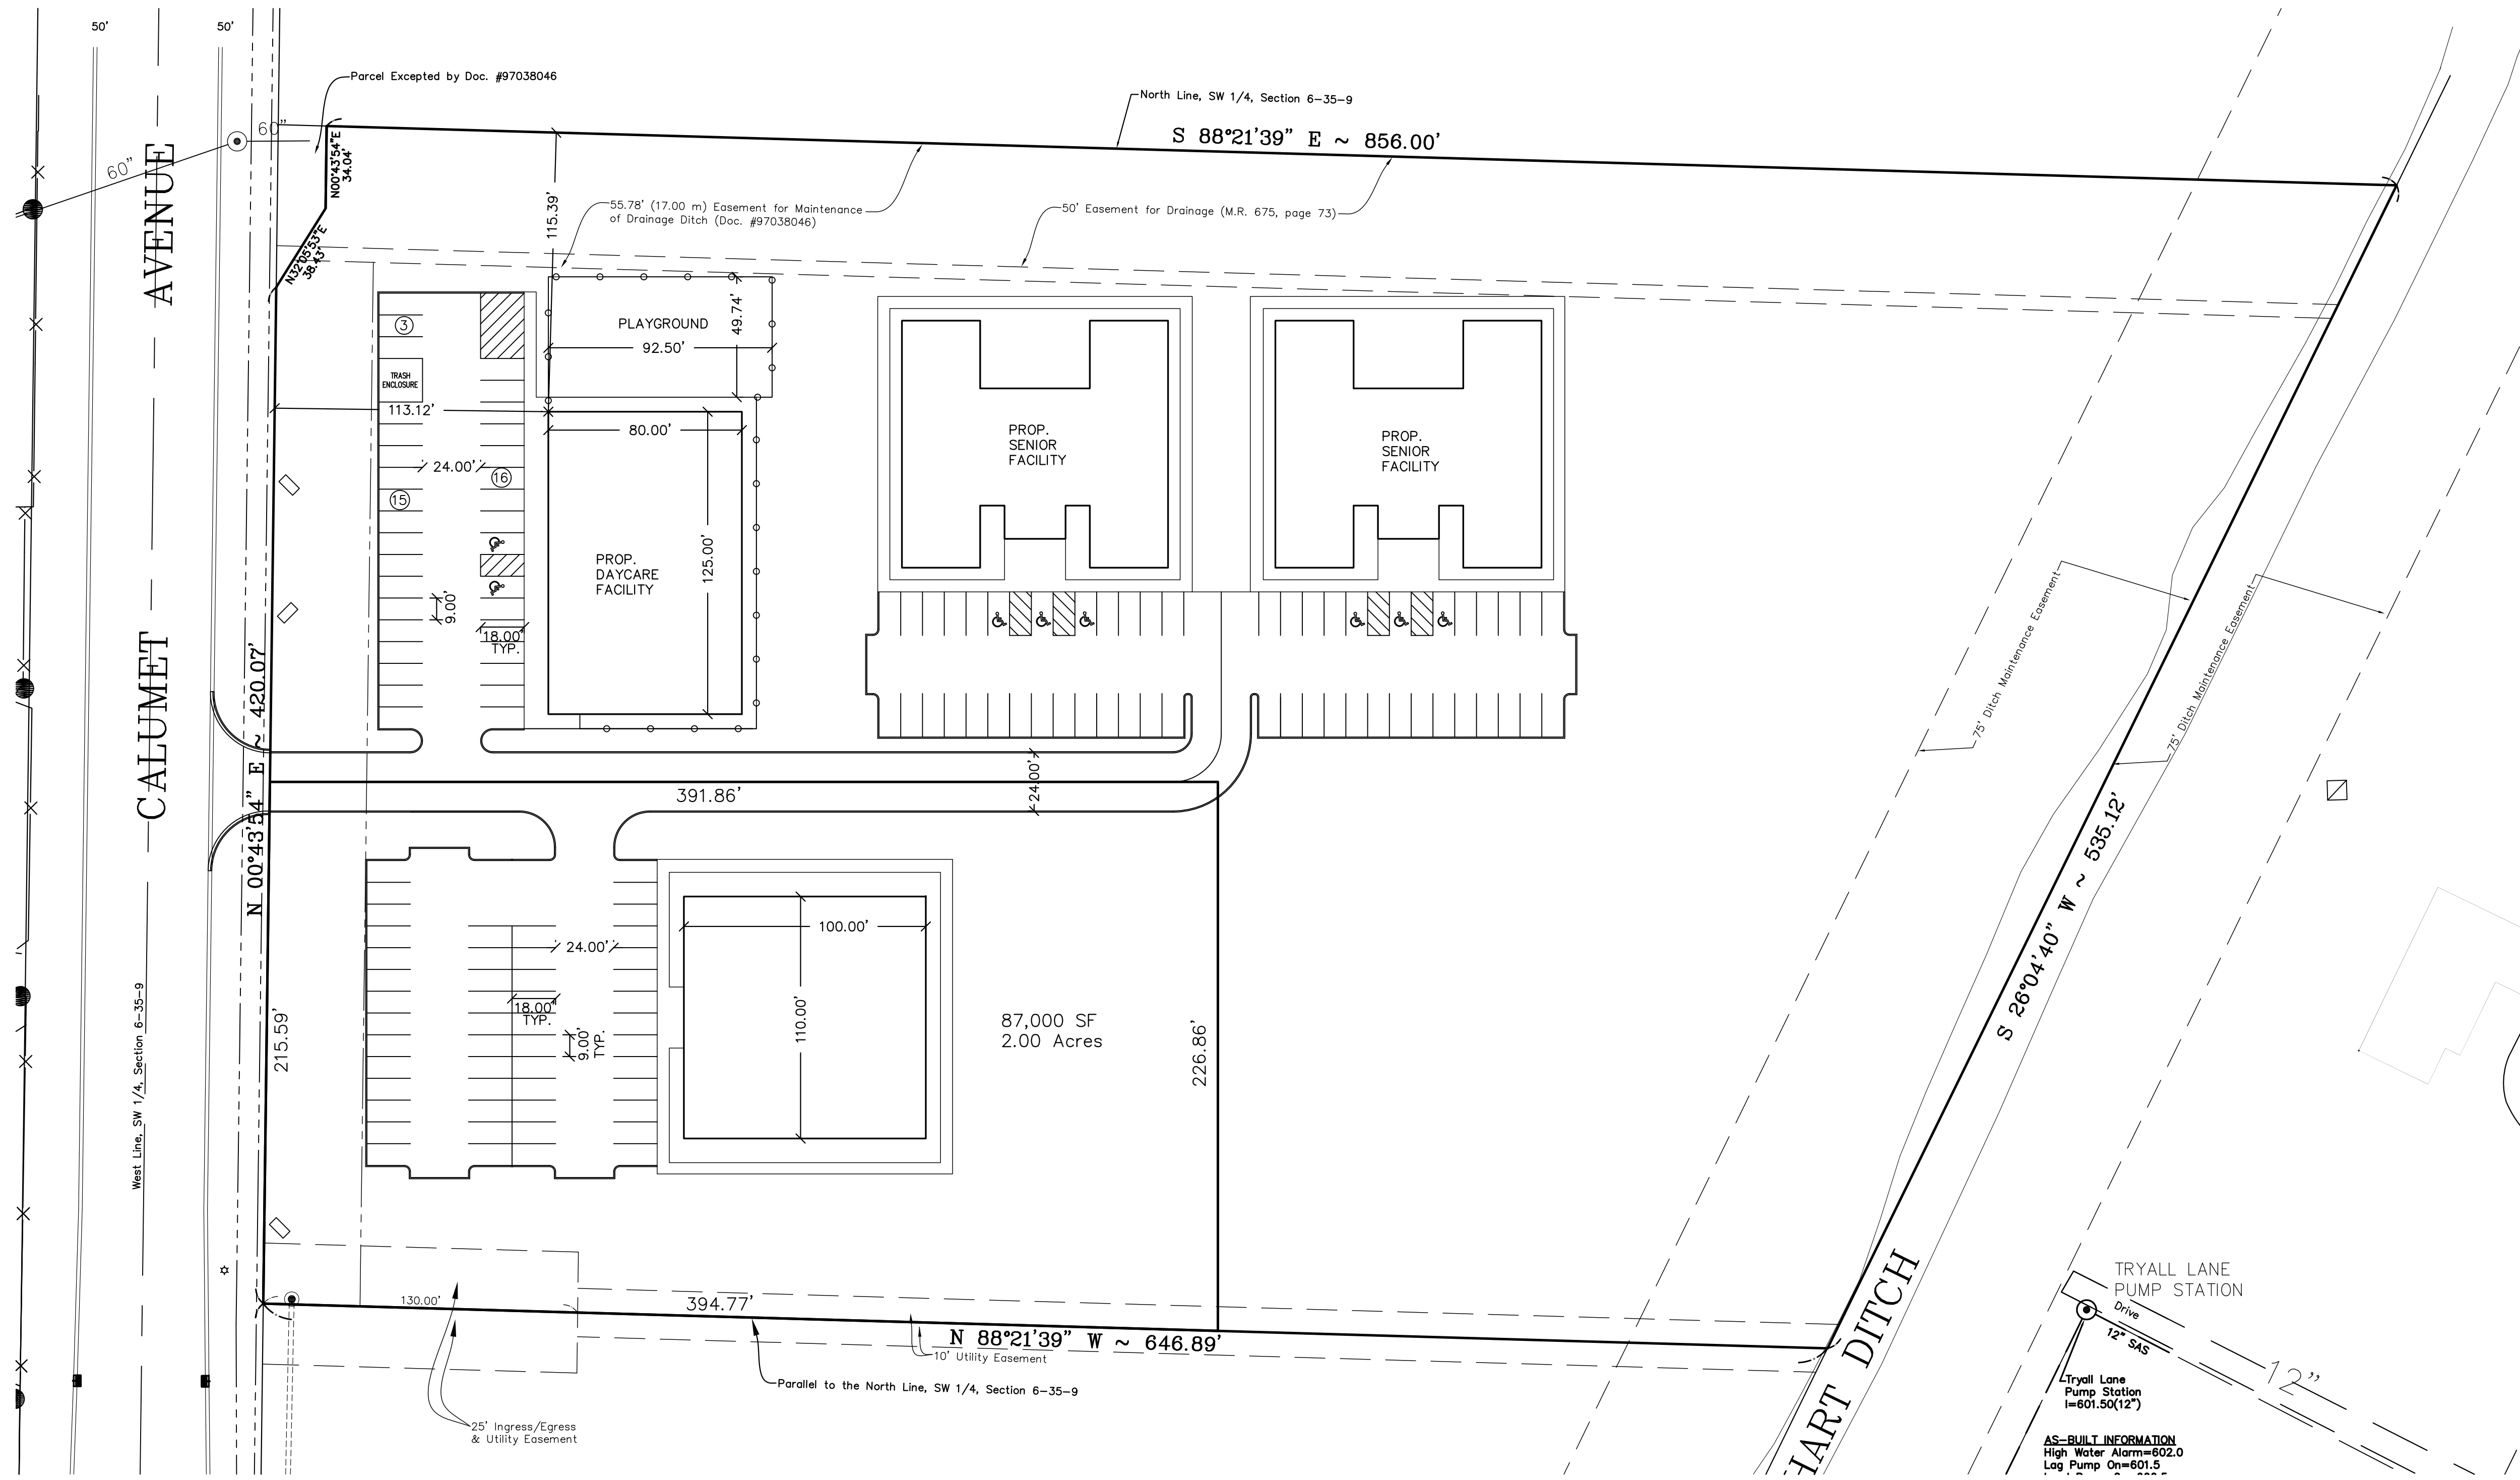 50'
50'
Parcel Excepted by Doc. #97038046
North Line, SW 1/4, Section 6-35-9
S 88°21'39" E ~ 856.00'
60"
60"
N00°43'54"E
34.04'
N32°05'53"E
38.43'
115.39'
55.78' (17.00 m) Easement for Maintenance
of Drainage Ditch (Doc. #97038046)
50' Easement for Drainage (M.R. 675, page 73)
CALUMET AVENUE
3
PLAYGROUND
92.50'
49.74'
TRASH
ENCLOSURE
113.12'
80.00'
24.00'
16
15
125.00'
PROP.
DAYCARE
FACILITY
9.00'
18.00'
TYP.
PROP.
SENIOR
FACILITY
PROP.
SENIOR
FACILITY
75' Ditch Maintenance Easement
75' Ditch Maintenance Easement
N 00°43'54" E ~ 420.07'
391.86'
24.00'
S 26°04'40" W ~ 535.12'
West Line, SW 1/4, Section 6-35-9
215.59'
24.00'
18.00'
TYP.
9.00'
TYP.
100.00'
110.00'
87,000 SF
2.00 Acres
226.86'
130.00'
394.77'
N 88°21'39" W ~ 646.89'
10' Utility Easement
Parallel to the North Line, SW 1/4, Section 6-35-9
25' Ingress/Egress
& Utility Easement
HART DITCH
TRYALL LANE
PUMP STATION
Drive
12" SAS
12"
Tryall Lane
Pump Station
I=601.50(12")
AS-BUILT INFORMATION
High Water Alarm=602.0
Lag Pump On=601.5